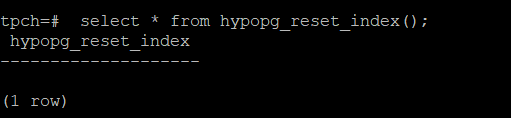 tpch=#  select * from hypopg_reset_index();
 hypopg_reset_index
--------------------
(1 row)